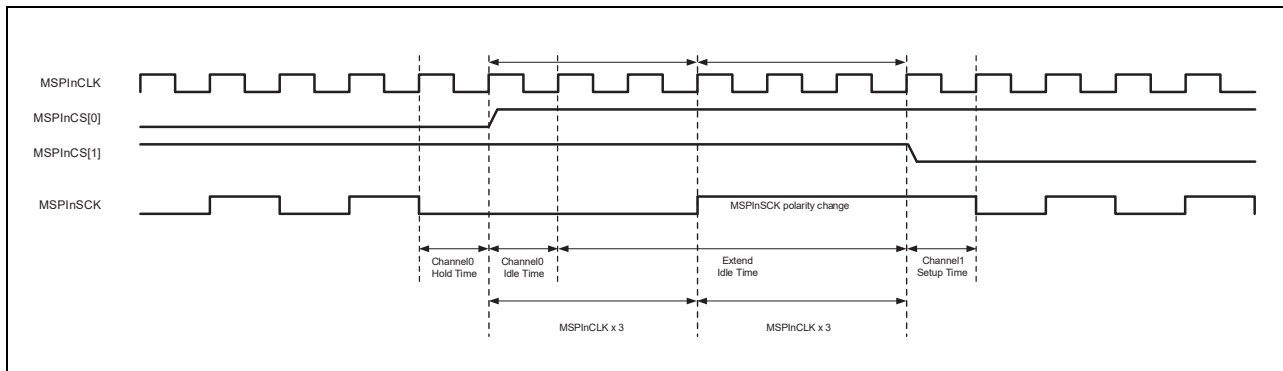 MSPInCLK
MSPInCS[0]
MSPInCS[1]
MSPInSCK
MSPInSCK polarity change
Channel0
Hold Time
Channel0
Idle Time
Extend
Idle Time
Channel1
Setup Time
MSPInCLK x 3
MSPInCLK x 3